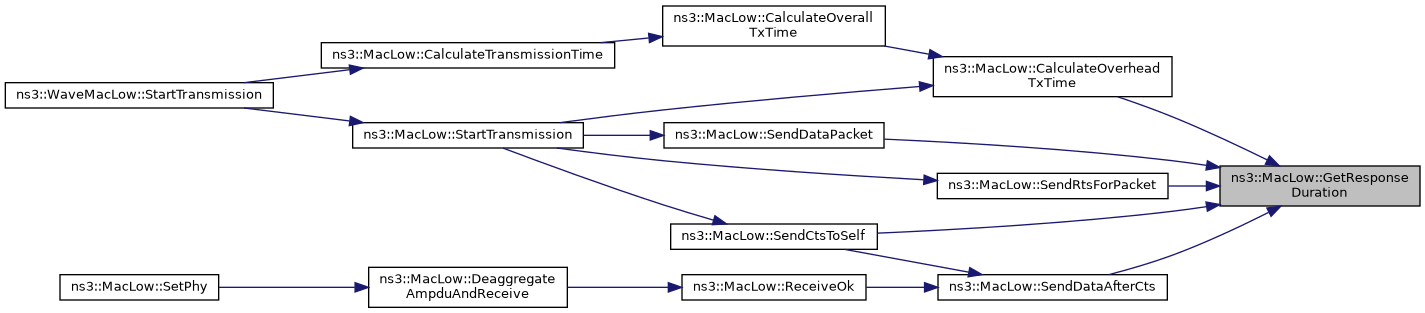 ns3::MacLow::CalculateOverall
TxTime
ns3::MacLow::CalculateTransmissionTime
ns3::MacLow::CalculateOverhead
TxTime
ns3::WaveMacLow::StartTransmission
ns3::MacLow::StartTransmission
ns3::MacLow::SendDataPacket
ns3::MacLow::GetResponse
Duration
ns3::MacLow::SendRtsForPacket
ns3::MacLow::SendCtsToSelf
ns3::MacLow::SetPhy
ns3::MacLow::Deaggregate
AmpduAndReceive
ns3::MacLow::ReceiveOk
ns3::MacLow::SendDataAfterCts